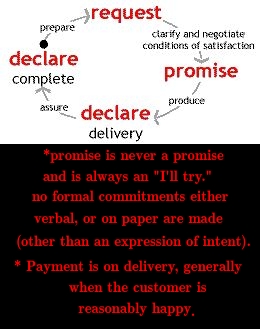 request
prepare
clarify and negotiate
conditions of satisfaction
declare
complete
promise
produce
assure
declare
delivery
*promise is never a promise
and is always an "I'll try."
no formal commitments either
verbal, or on paper are made
(other than an expression of intent).
* Payment is on delivery, generally
when the customer is
reasonably happy.